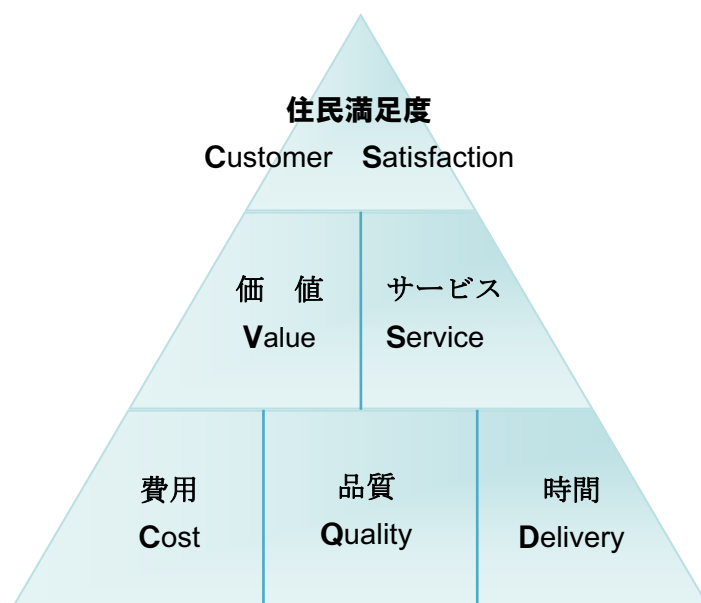 住民満足度
Customer Satisfaction
価 値
Value
サービス
Service
費用
Cost
品質
Quality
時間
Delivery